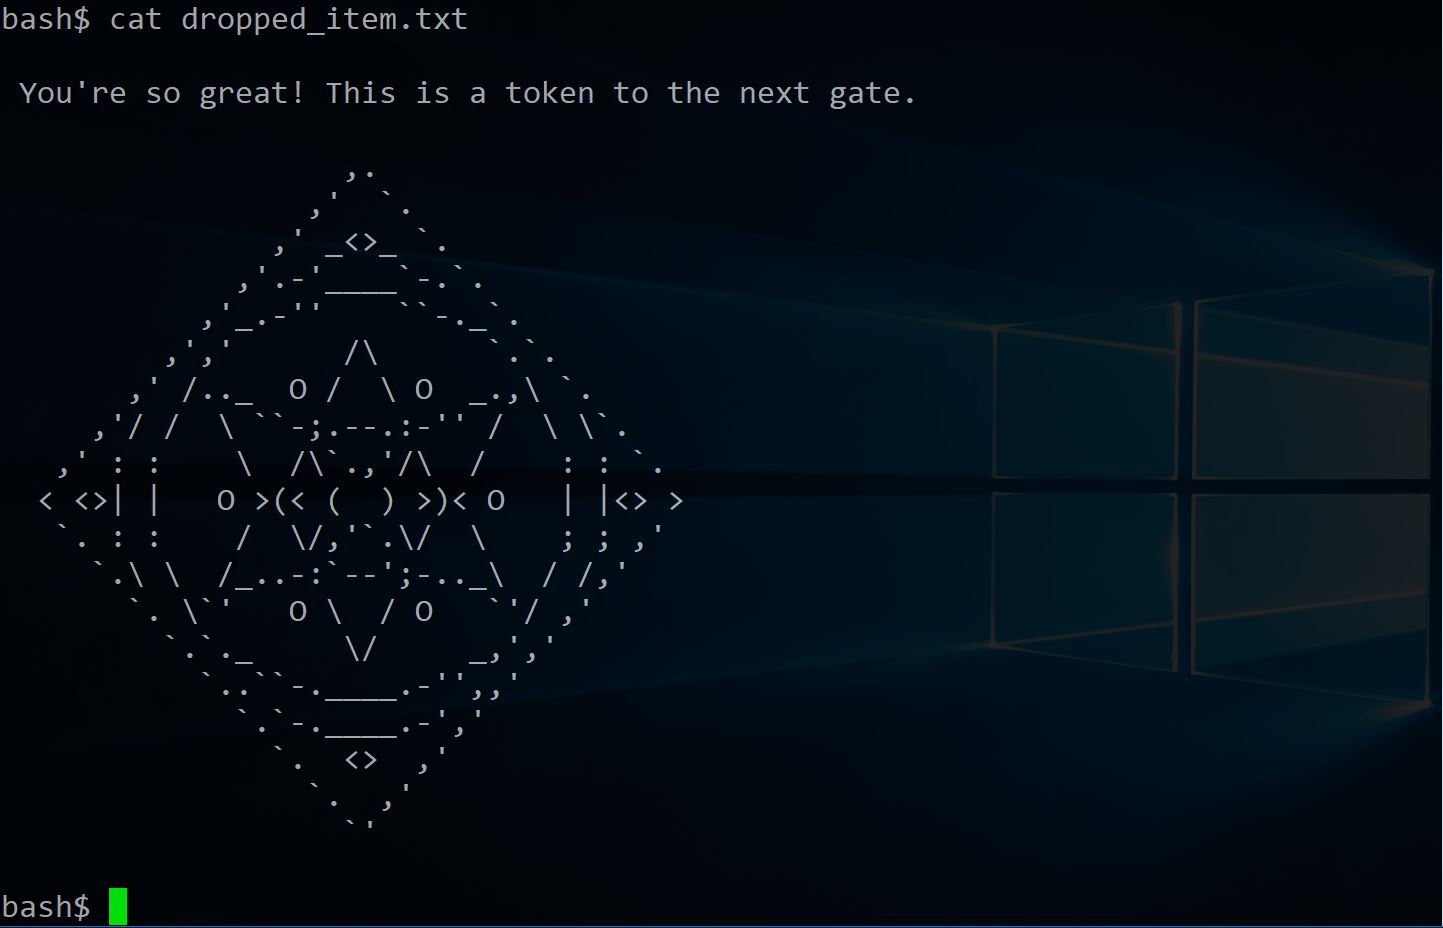 bash$ cat dropped_item.txt
 You're so great! This is a token to the next gate.
                   ,.
                 ,'  `.
               ,' _<>_  `.
             ,'.-'____`-.`.
           ,'_.-''    ``-._`.
         ,','      /\      `.`.
       ,' /.._  O /  \ O  _.,\ `.
     ,'/ /  \ ``-;.--.:-'' /  \ \`.
   ,' : :    \  /\`.,'/\  /    : : `.
  < <>| |   O >(< (  ) >)< O   | |<> >
   `. : :    /  \/,'`.\/  \    ; ; ,'
     `.\ \  /_..-:`--';-.._\  / /,'
       `. \`'   O \  / O   `'/ ,'
         `.`._     \/     _,','
           `..``-.____.-'',,'
             `.`-.____.-','
               `.  <>  ,'
                 `.  ,'
                   `'
bash$